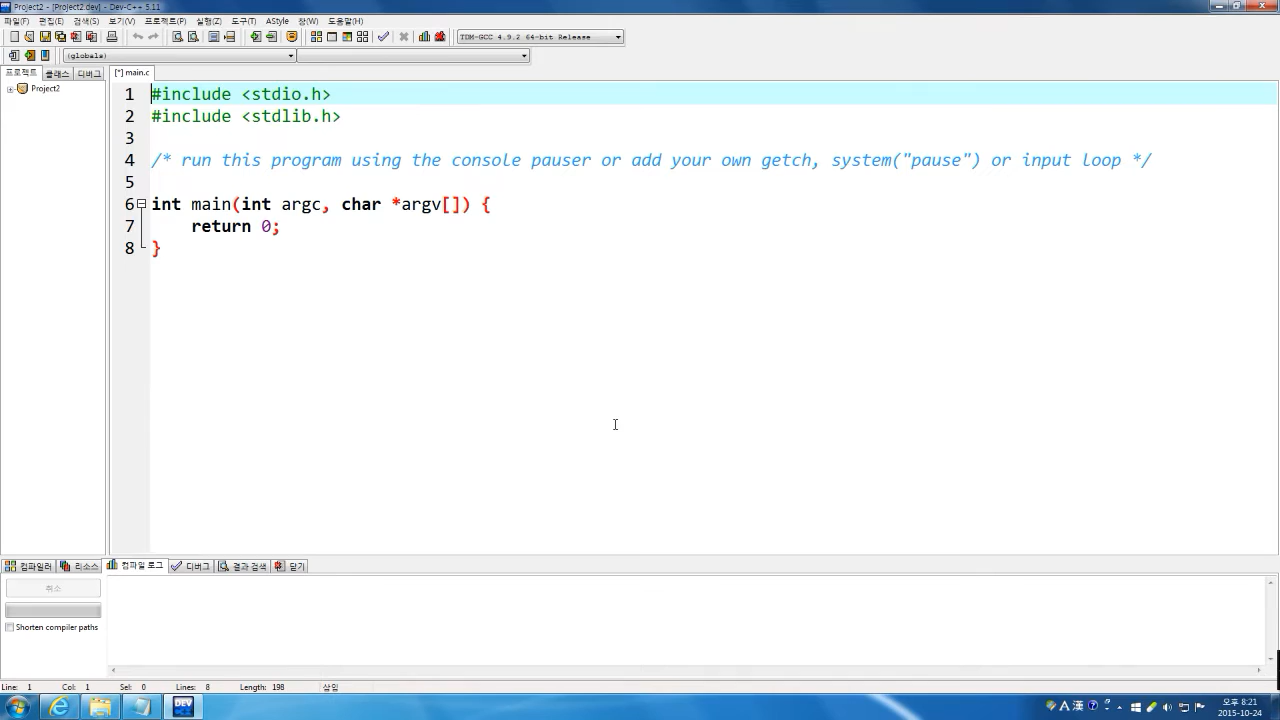 Project2 - [Project2.dev] - Dev-C++ 5.11
파일(F) 편집(E) 검색(S) 보기(V) 프로젝트(P) 실행(Z) 도구(T) AStyle 창(W) 도움말(H)
TDM-GCC 4.9.2 64-bit Release
(globals)
프로젝트 클래스 디버그
[*] main.c
Project2
1 #include <stdio.h>
2 #include <stdlib.h>
3
4 /* run this program using the console pauser or add your own getch, system("pause") or input loop */
5
6 int main(int argc, char *argv[]) {
7 return 0;
8 }
컴파일러 리소스 컴파일 로그 디버그 결과 검색 닫기
취소
Shorten compiler paths
Line: 1 Col: 1 Sel: 0 Lines: 8 Length: 198 삽입
DEV
A 漢
오후 8:21
2015-10-24